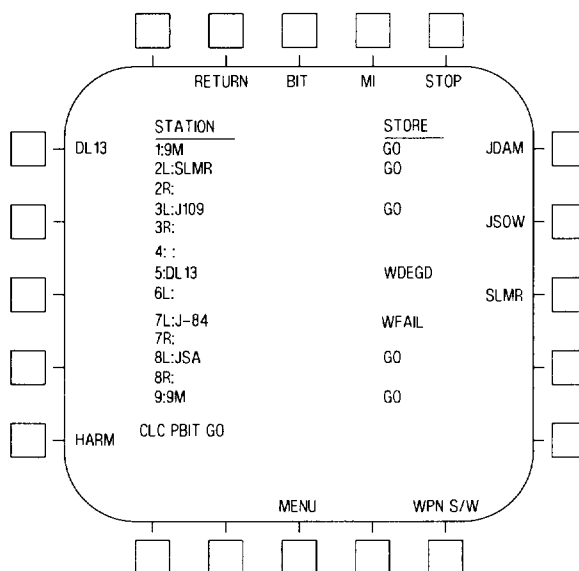 RETURN BIT MI STOP
STATION STORE
DL13 1:9M GO JDAM
2L:SLMR GO
2R:
3L:J109 GO JSOW
3R:
4: :
5:DL13 WDEGD
6L: SLMR
7L:J-84 WFAIL
7R:
8L:JSA GO
8R:
9:9M GO
HARM CLC PBIT GO
MENU WPN S/W